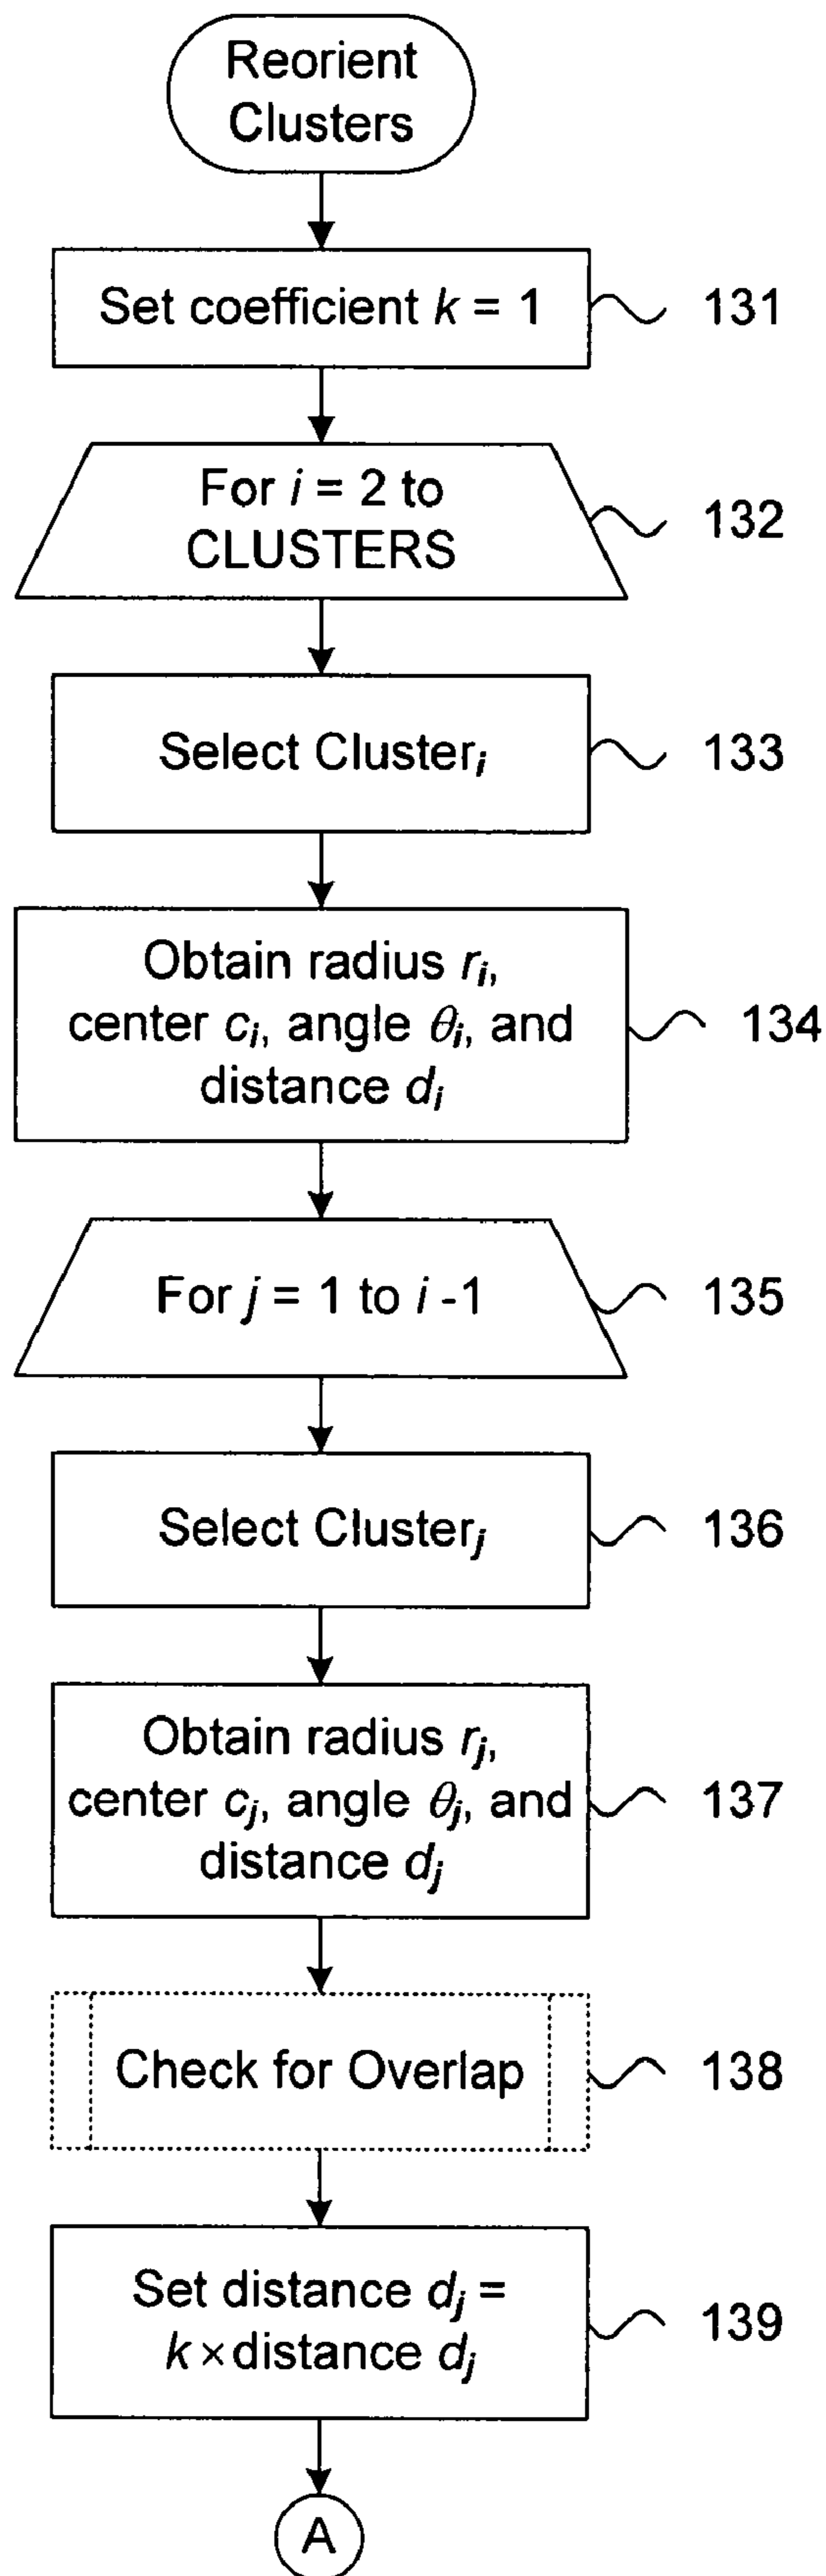 Reorient
Clusters
Set coefficient k = 1
131
For i = 2 to
CLUSTERS
132
Select Clusterᵢ
133
Obtain radius rᵢ,
center cᵢ, angle θᵢ, and
distance dᵢ
134
For j = 1 to i -1
135
Select Clusterⱼ
136
Obtain radius rⱼ,
center cⱼ, angle θⱼ, and
distance dⱼ
137
Check for Overlap
138
Set distance dⱼ =
k×distance dⱼ
139
A